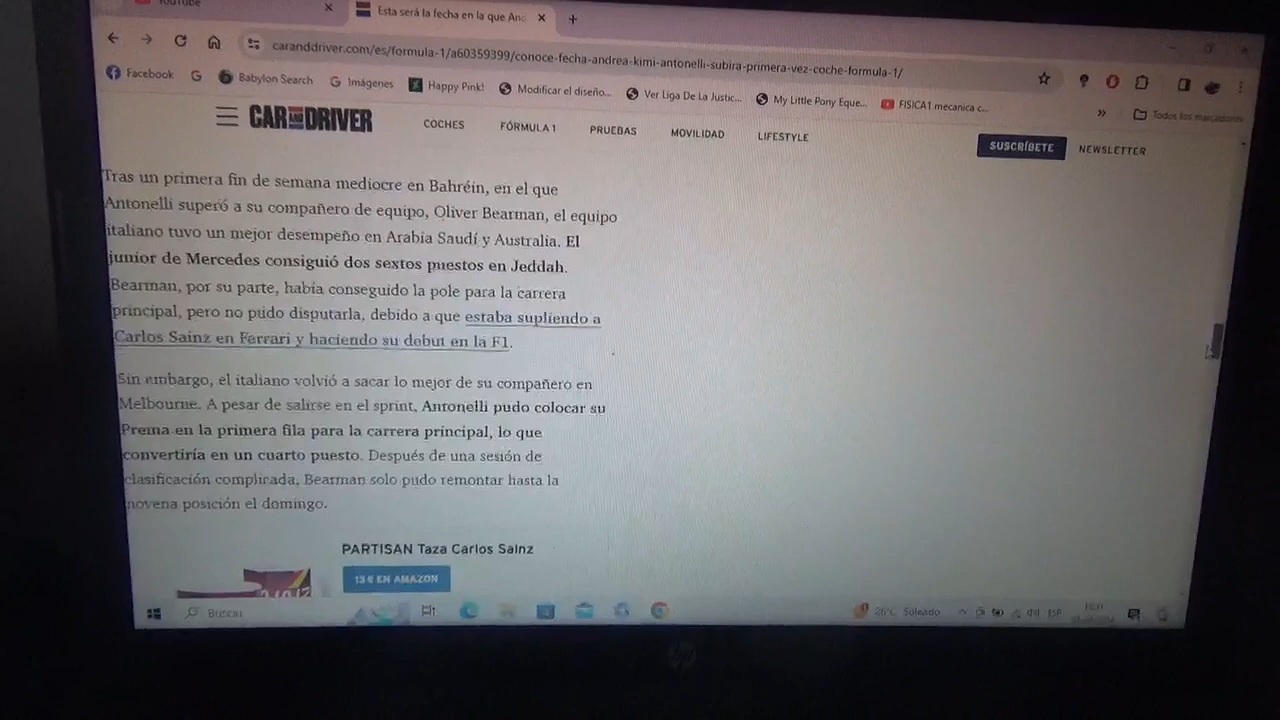 YouTube
Esta será la fecha en la que And
caranddriver.com/es/formula-1/a60359399/conoce-fecha-andrea-kimi-antonelli-subira-primera-vez-coche-formula-1/
Facebook
Babylon Search
Imágenes
Happy Pink!
Modificar el diseño...
Ver Liga De La Justic...
My Little Pony Eque...
FISICA1 mecanica c...
»
Todos los marcadores
CAR AND DRIVER
COCHES
FÓRMULA 1
PRUEBAS
MOVILIDAD
LIFESTYLE
SUSCRÍBETE
NEWSLETTER
Tras un primera fin de semana mediocre en Bahréin, en el que
Antonelli superó a su compañero de equipo, Oliver Bearman, el equipo
italiano tuvo un mejor desempeño en Arabia Saudí y Australia. El
junior de Mercedes consiguió dos sextos puestos en Jeddah.
Bearman, por su parte, había conseguido la pole para la carrera
principal, pero no pudo disputarla, debido a que estaba supliendo a
Carlos Sainz en Ferrari y haciendo su debut en la F1.
Sin embargo, el italiano volvió a sacar lo mejor de su compañero en
Melbourne. A pesar de salirse en el sprint, Antonelli pudo colocar su
Prema en la primera fila para la carrera principal, lo que
convertiría en un cuarto puesto. Después de una sesión de
clasificación complicada, Bearman solo pudo remontar hasta la
novena posición el domingo.
PARTISAN Taza Carlos Sainz
13 € EN AMAZON
Buscar
26°C Soleado
ESP
hp